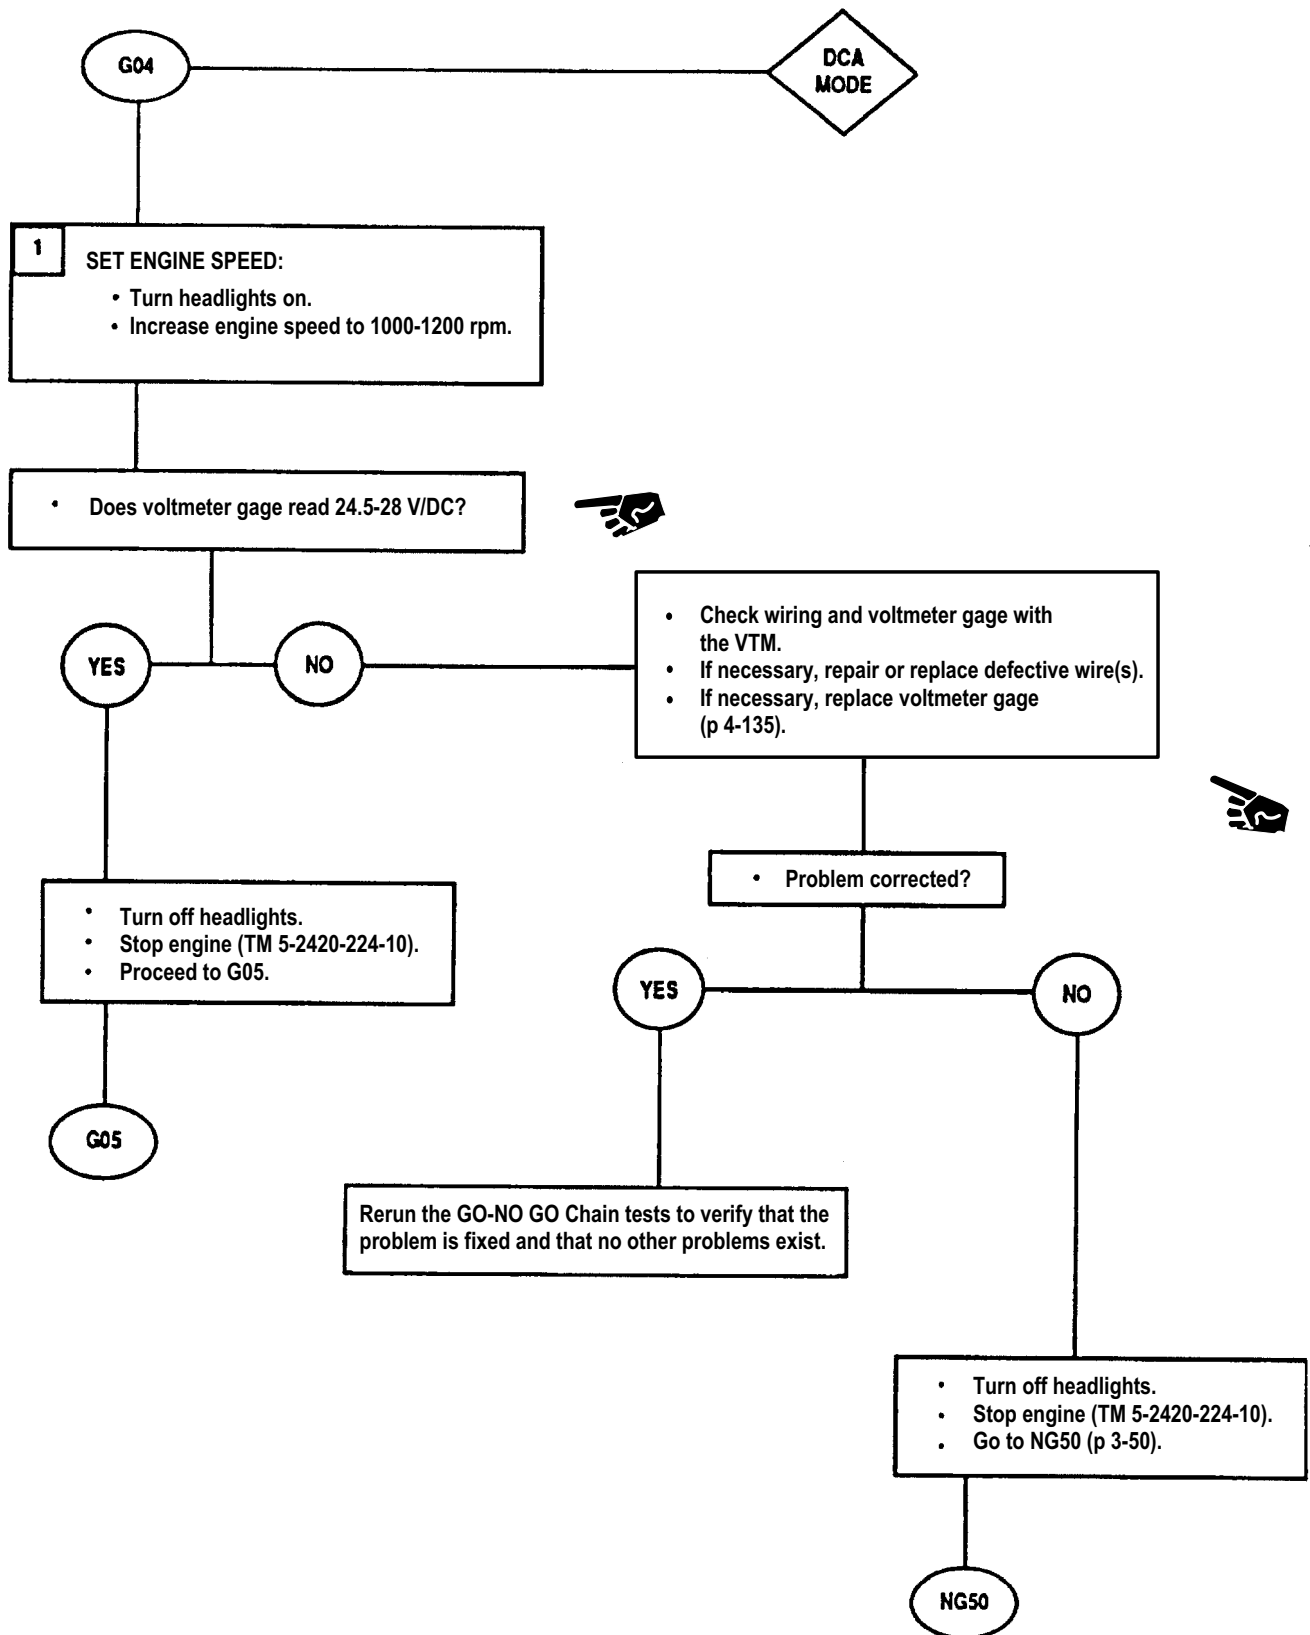 G04
DCA
MODE
1
SET ENGINE SPEED:
• Turn headlights on.
• Increase engine speed to 1000-1200 rpm.
• Does voltmeter gage read 24.5-28 V/DC?
YES
NO
• Check wiring and voltmeter gage with
the VTM.
• If necessary, repair or replace defective wire(s).
• If necessary, replace voltmeter gage
(p 4-135).
• Turn off headlights.
• Stop engine (TM 5-2420-224-10).
• Proceed to G05.
G05
• Problem corrected?
YES
NO
Rerun the GO-NO GO Chain tests to verify that the
problem is fixed and that no other problems exist.
• Turn off headlights.
• Stop engine (TM 5-2420-224-10).
• Go to NG50 (p 3-50).
NG50